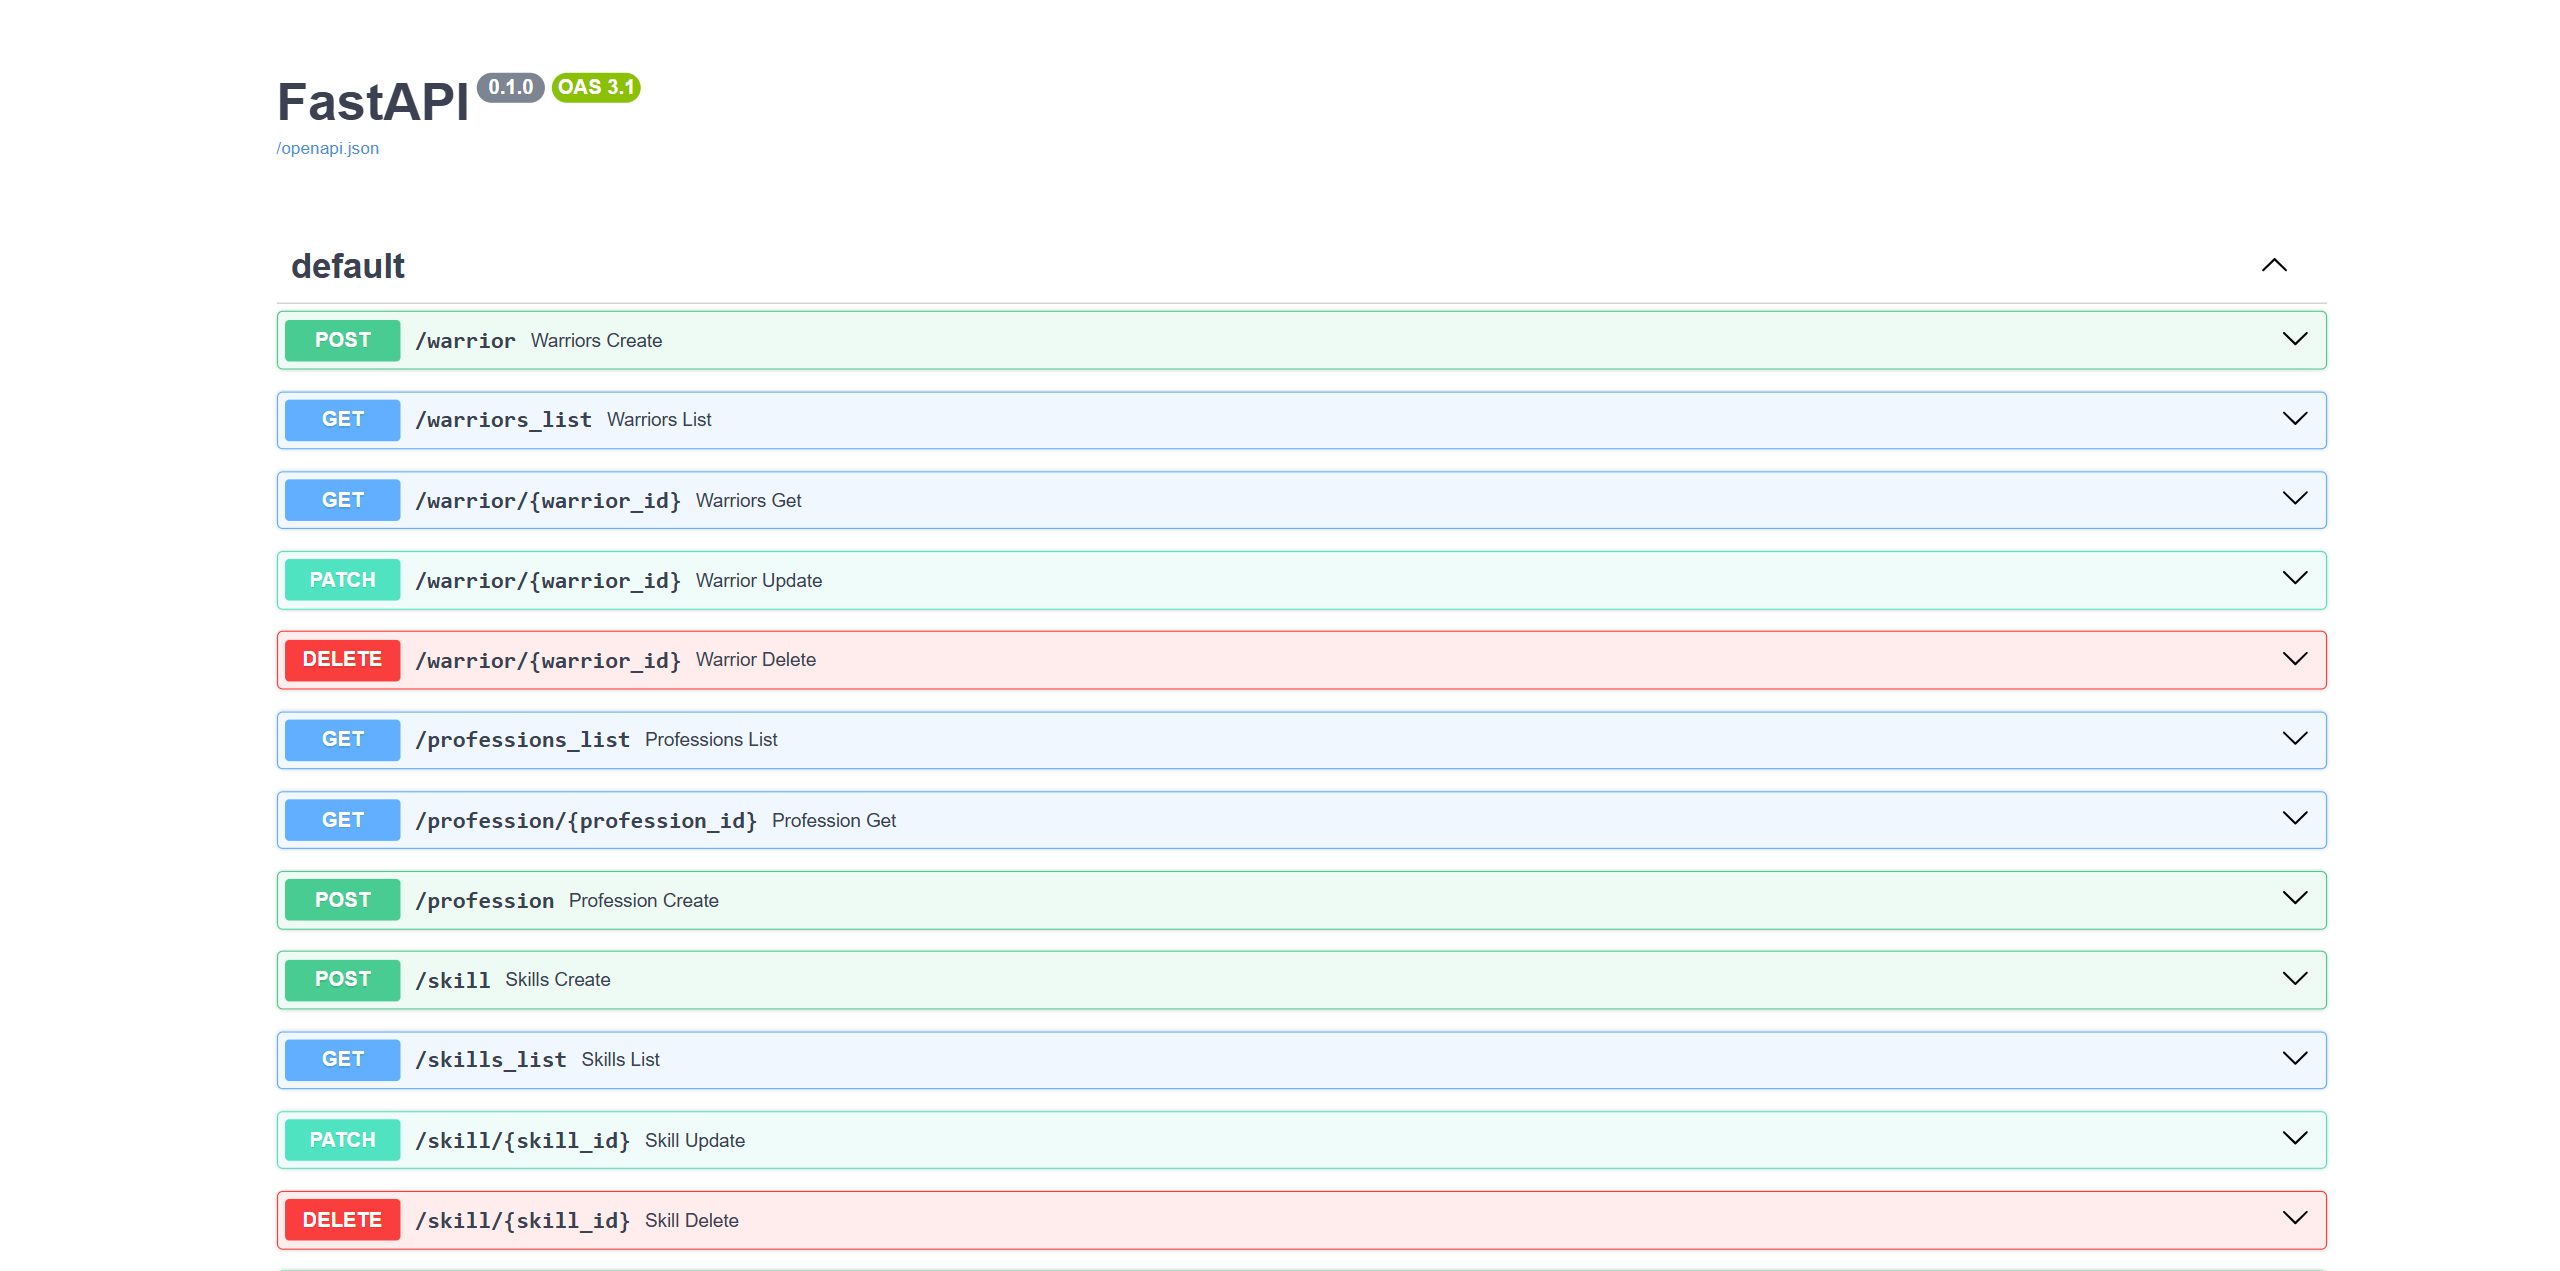 FastAPI 0.1.0 OAS 3.1
/openapi.json
default
POST /warrior Warriors Create
GET /warriors_list Warriors List
GET /warrior/{warrior_id} Warriors Get
PATCH /warrior/{warrior_id} Warrior Update
DELETE /warrior/{warrior_id} Warrior Delete
GET /professions_list Professions List
GET /profession/{profession_id} Profession Get
POST /profession Profession Create
POST /skill Skills Create
GET /skills_list Skills List
PATCH /skill/{skill_id} Skill Update
DELETE /skill/{skill_id} Skill Delete